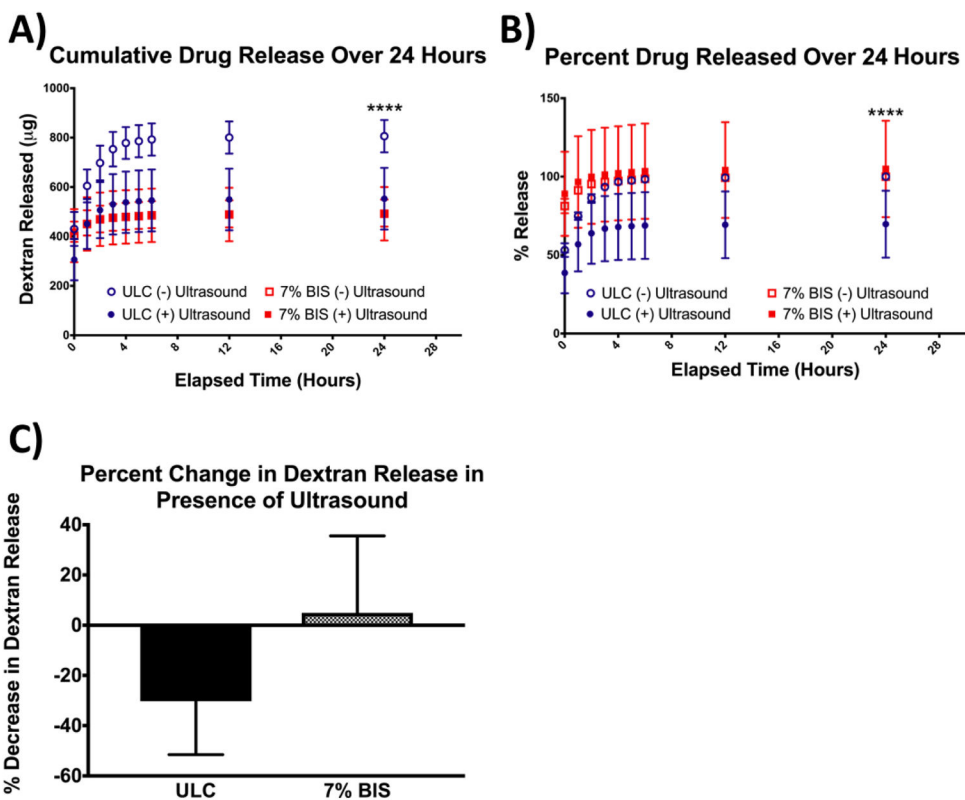 A)
Cumulative Drug Release Over 24 Hours
1000
800
600
400
200
0
Dextran Released (µg)
****
ULC (-) Ultrasound
7% BIS (-) Ultrasound
ULC (+) Ultrasound
7% BIS (+) Ultrasound
0 4 8 12 16 20 24 28
Elapsed Time (Hours)
B)
Percent Drug Released Over 24 Hours
150
100
50
0
% Release
****
ULC (-) Ultrasound
7% BIS (-) Ultrasound
ULC (+) Ultrasound
7% BIS (+) Ultrasound
0 4 8 12 16 20 24 28
Elapsed Time (Hours)
C)
Percent Change in Dextran Release in
Presence of Ultrasound
% Decrease in Dextran Release
40
20
0
-20
-40
-60
ULC 7% BIS